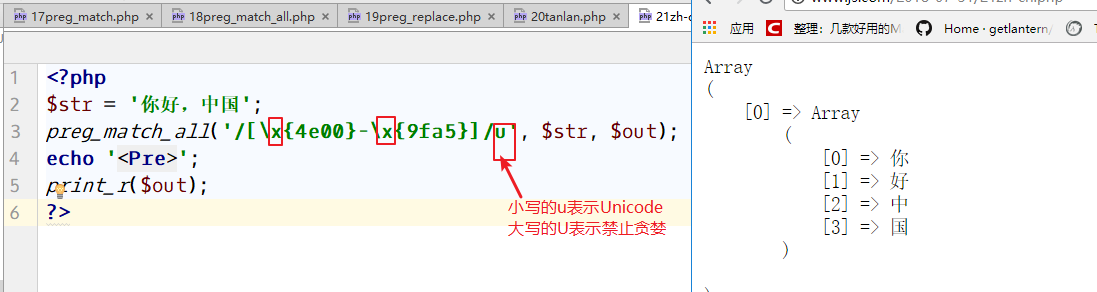 17preg_match.php × 18preg_match_all.php × 19preg_replace.php × 20tanlan.php × 21zh-c
1 <?php
2 $str = '你好，中国';
3 preg_match_all('/[\x{4e00}-\x{9fa5}]/u', $str, $out);
4 echo '<Pre>';
5 print_r($out);
6 ?>
小写的u表示Unicode
大写的U表示禁止贪婪
应用 整理：几款好用的M Home · getlantern/
Array
(
[0] => Array
(
[0] => 你
[1] => 好
[2] => 中
[3] => 国
)
)